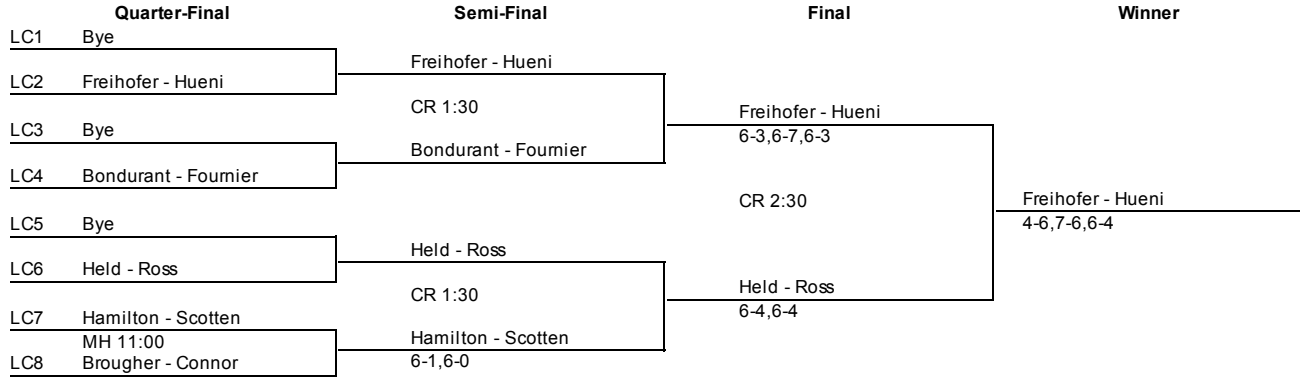 Quarter-Final Semi-Final Final Winner
LC1 Bye
LC2 Freihofer - Hueni
LC3 Bye
LC4 Bondurant - Fournier
LC5 Bye
LC6 Held - Ross
LC7 Hamilton - Scotten
MH 11:00
LC8 Brougher - Connor
Freihofer - Hueni
CR 1:30
Bondurant - Fournier
Held - Ross
CR 1:30
Hamilton - Scotten
6-1,6-0
Freihofer - Hueni
6-3,6-7,6-3
CR 2:30
Held - Ross
6-4,6-4
Freihofer - Hueni
4-6,7-6,6-4